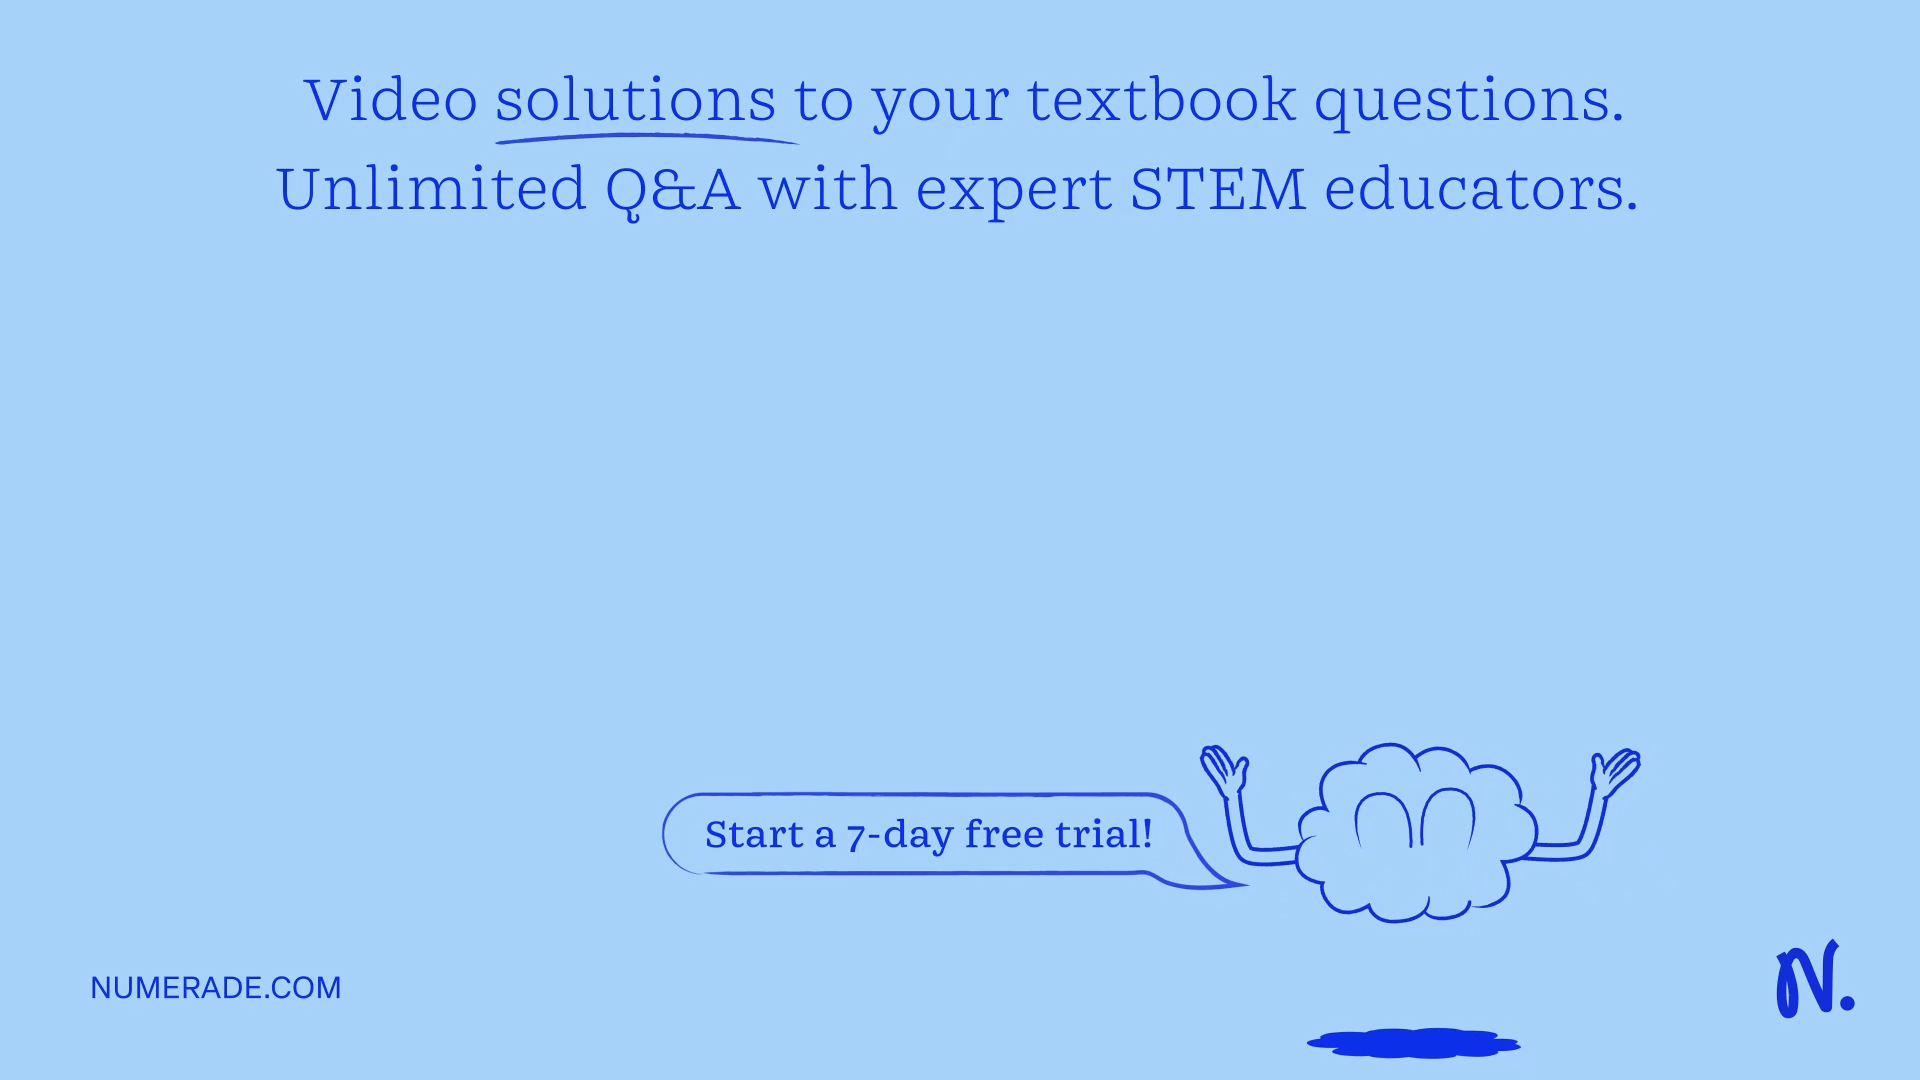 Video solutions to your textbook questions.
Unlimited Q&A with expert STEM educators.
Start a 7-day free trial!
NUMERADE.COM
N.